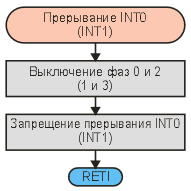 Прерывание INT0
(INT1)
Выключение фаз 0 и 2
(1 и 3)
Запрещение прерывания INT0
(INT1)
RETI